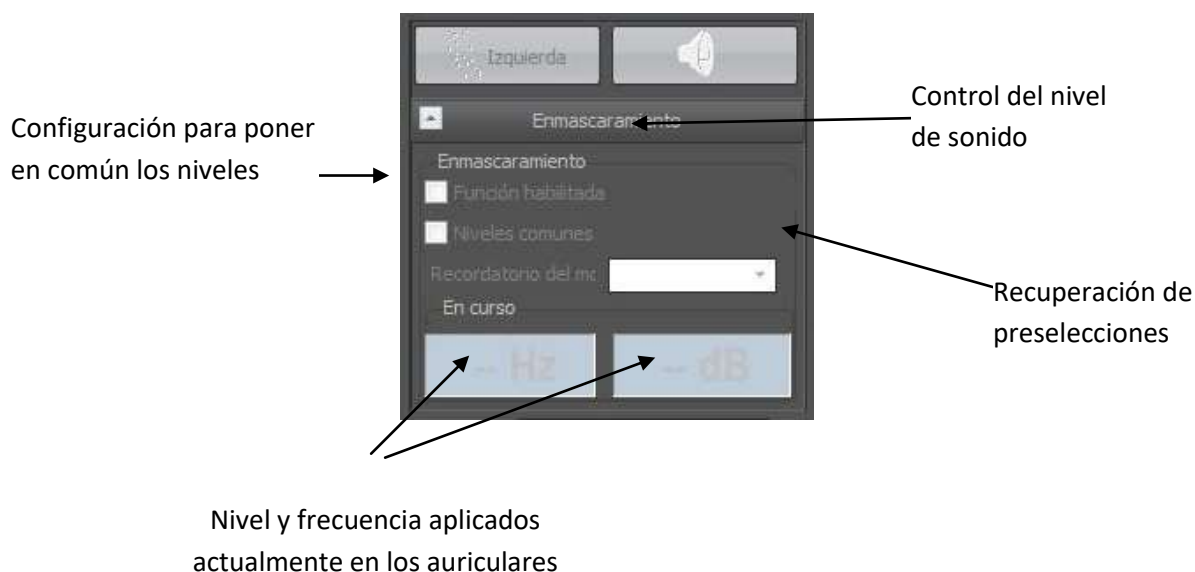 Izquierda
Control del nivel
de sonido
Configuración para poner
en común los niveles
Enmascaramiento
Enmascaramiento
Función habilitada
Niveles comunes
Recordatorio del mo
En curso
-- Hz
-- dB
Recuperación de
preselecciones
Nivel y frecuencia aplicados
actualmente en los auriculares